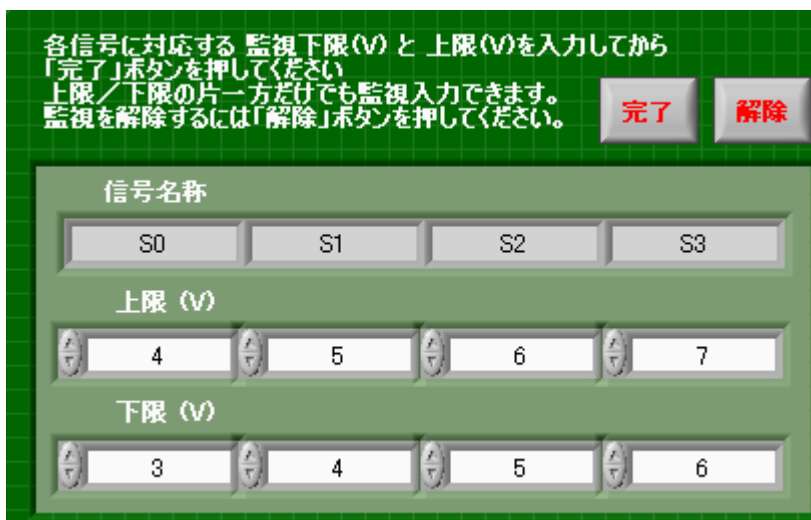 各信号に対応する 監視下限(V) と 上限(V)を入力してから
「完了」ボタンを押してください
上限／下限の片一方だけでも監視入力できます。
監視を解除するには「解除」ボタンを押してください。
完了 解除
信号名称
S0 S1 S2 S3
上限 (V)
4 5 6 7
下限 (V)
3 4 5 6